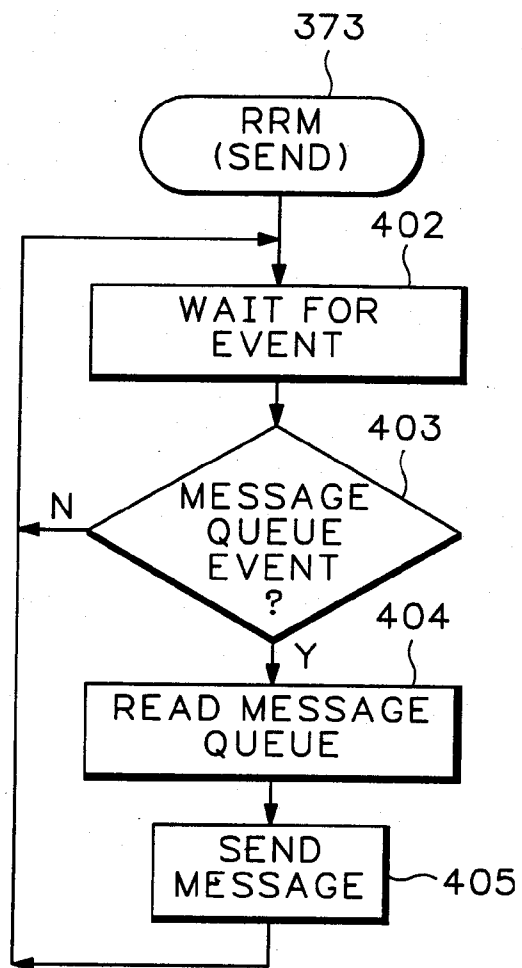 373
RRM
(SEND)
402
WAIT FOR
EVENT
403
N
MESSAGE
QUEUE
EVENT
?
Y
404
READ MESSAGE
QUEUE
SEND
MESSAGE
405